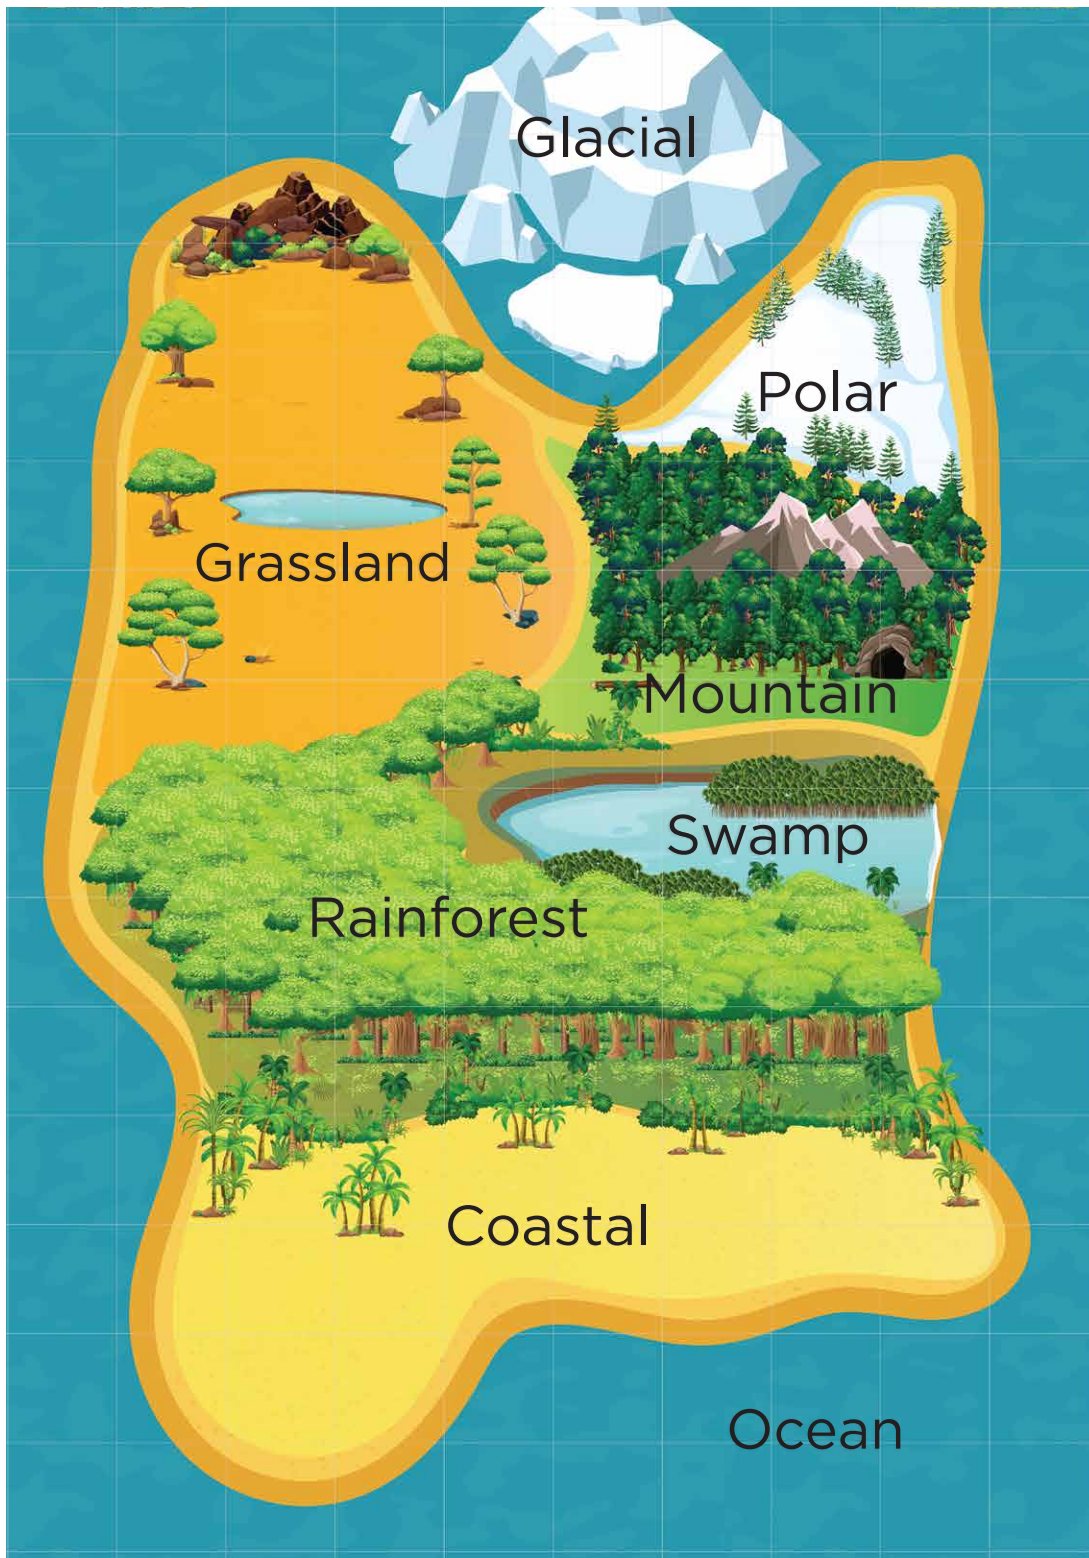 Glacial
Polar
Grassland
Mountain
Swamp
Rainforest
Coastal
Ocean